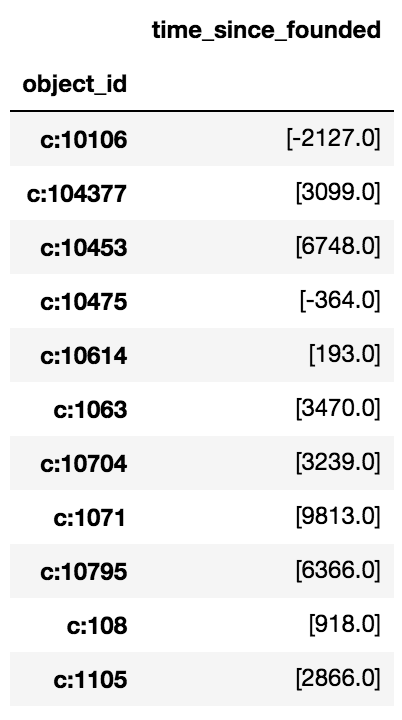 time_since_founded
object_id
c:10106 [-2127.0]
c:104377 [3099.0]
c:10453 [6748.0]
c:10475 [-364.0]
c:10614 [193.0]
c:1063 [3470.0]
c:10704 [3239.0]
c:1071 [9813.0]
c:10795 [6366.0]
c:108 [918.0]
c:1105 [2866.0]